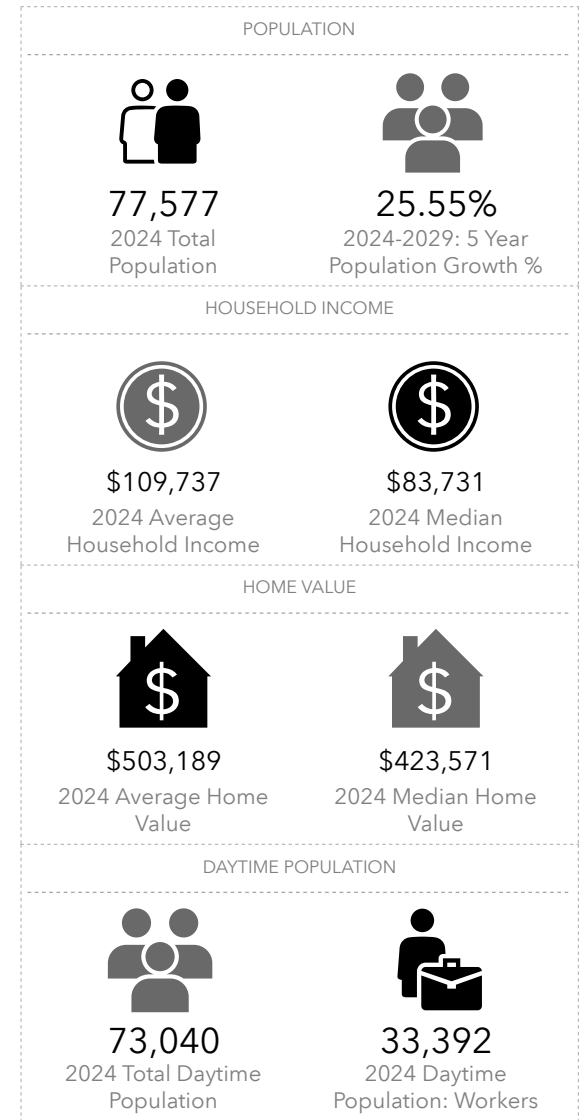 POPULATION
77,577
2024 Total
Population
25.55%
2024-2029: 5 Year
Population Growth %
HOUSEHOLD INCOME
$
$109,737
2024 Average
Household Income
$
$83,731
2024 Median
Household Income
HOME VALUE
$
$503,189
2024 Average Home
Value
$
$423,571
2024 Median Home
Value
DAYTIME POPULATION
73,040
2024 Total Daytime
Population
33,392
2024 Daytime
Population: Workers